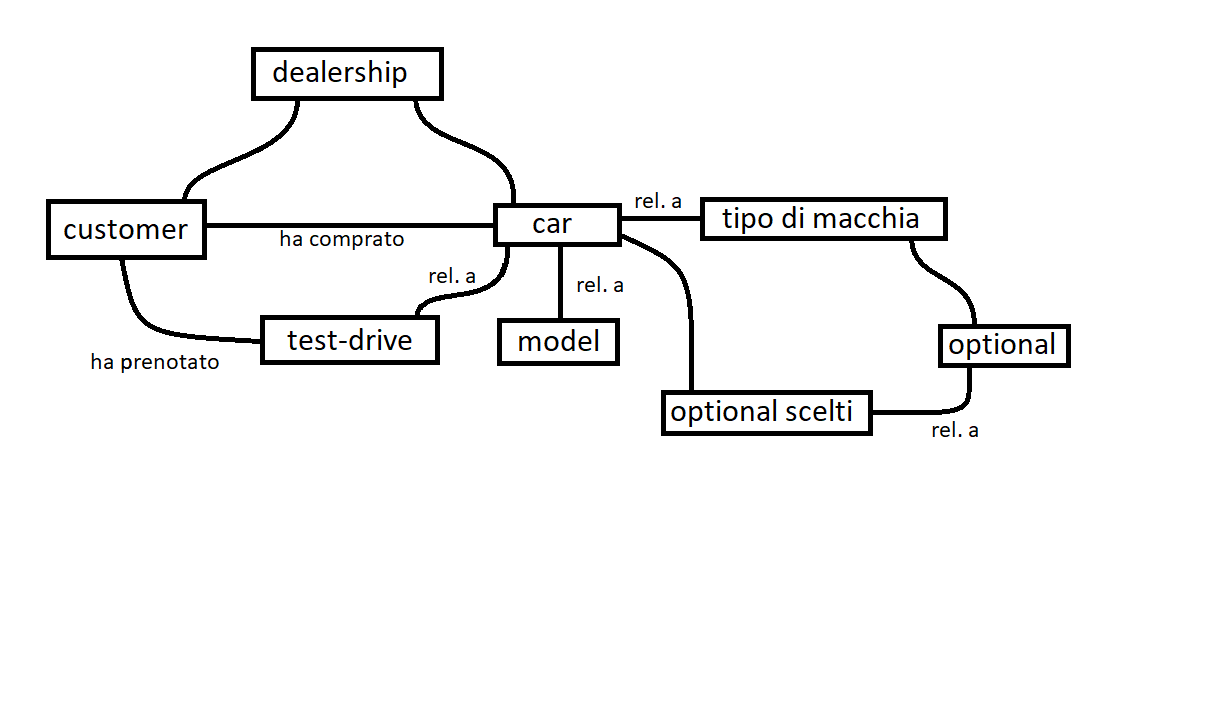 dealership
customer
ha comprato
car
rel. a
tipo di macchia
rel. a
rel. a
test-drive
model
optional
ha prenotato
optional scelti
rel. a